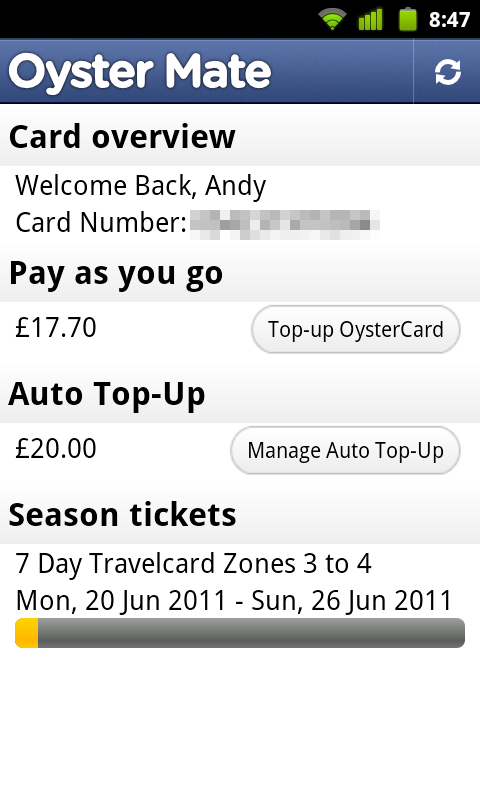 8:47
Oyster Mate
Card overview
Welcome Back, Andy
Card Number:
Pay as you go
£17.70 Top-up OysterCard
Auto Top-Up
£20.00 Manage Auto Top-Up
Season tickets
7 Day Travelcard Zones 3 to 4
Mon, 20 Jun 2011 - Sun, 26 Jun 2011